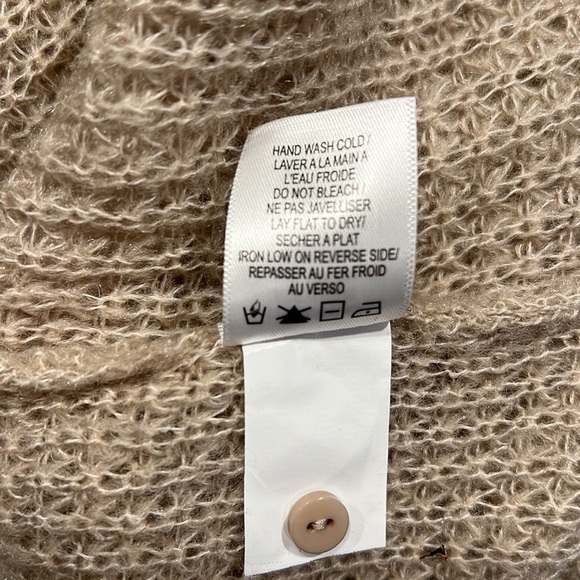 HAND WASH COLD/
LAVER A LA MAIN A
L'EAU FROIDE
DO NOT BLEACH/
NE PAS JAVELLISER
LAY FLAT TO DRY/
SECHER A PLAT
IRON LOW ON REVERSE SIDE/
REPASSER AU FER FROID
AU VERSO